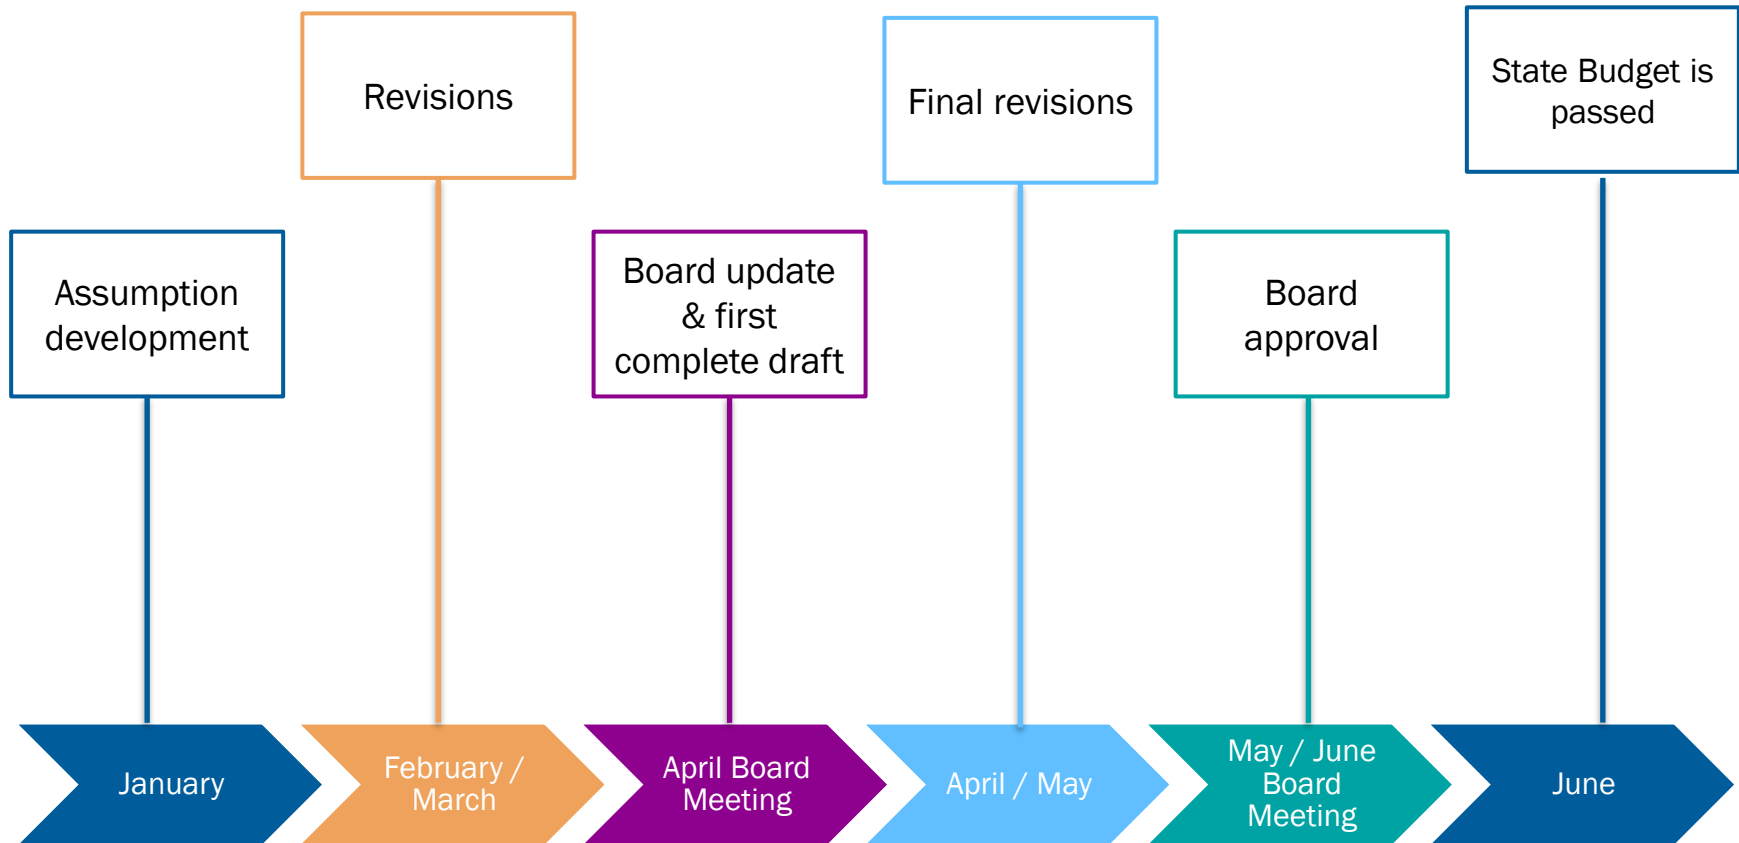 Revisions
Final revisions
State Budget is
passed
Assumption
development
Board update
& first
complete draft
Board
approval
January
February /
March
April Board
Meeting
April / May
May / June
Board
Meeting
June